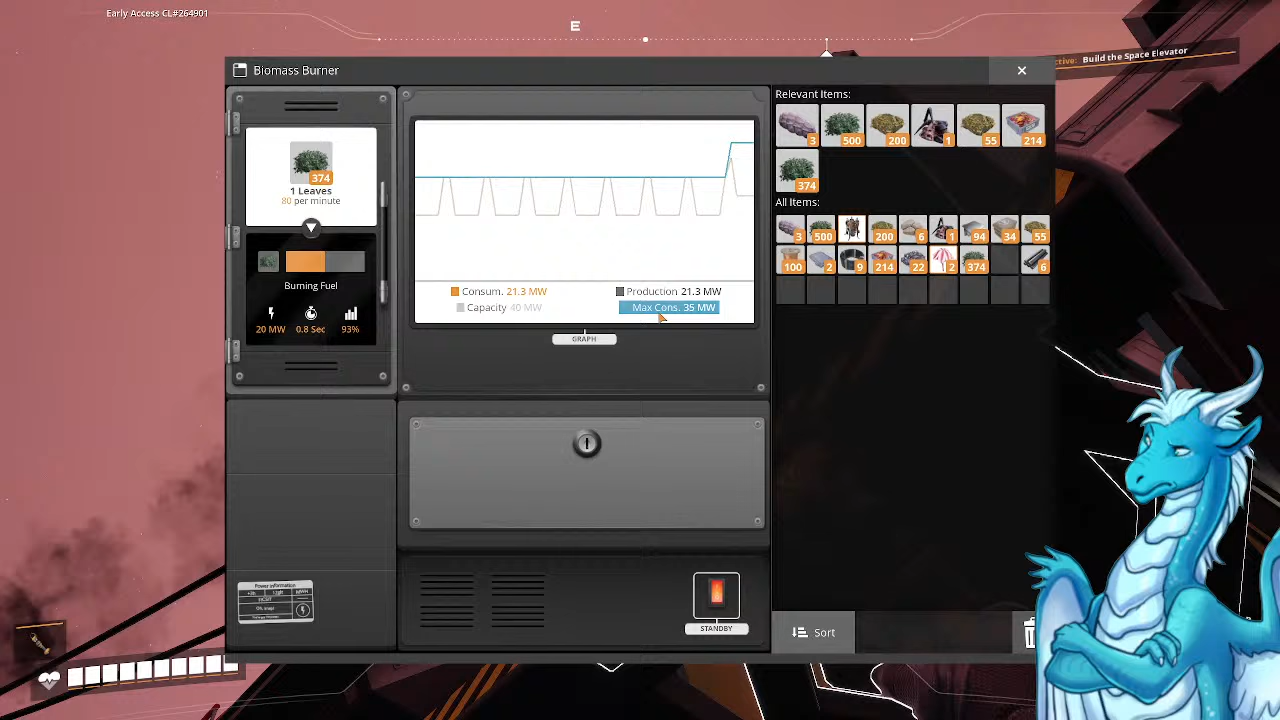 Early Access CL#264901
E
ctive: Build the Space Elevator
Biomass Burner
374
1 Leaves
80 per minute
Burning Fuel
20 MW 0.8 Sec 93%
Consum. 21.3 MW
Production 21.3 MW
Capacity 40 MW
Max Cons. 35 MW
GRAPH
Power information
STANDBY
Relevant Items:
3 500 200 1 55 214
374
All Items:
3 500 200 6 1 94 34 55
100 2 9 214 22 2 374 6
Sort